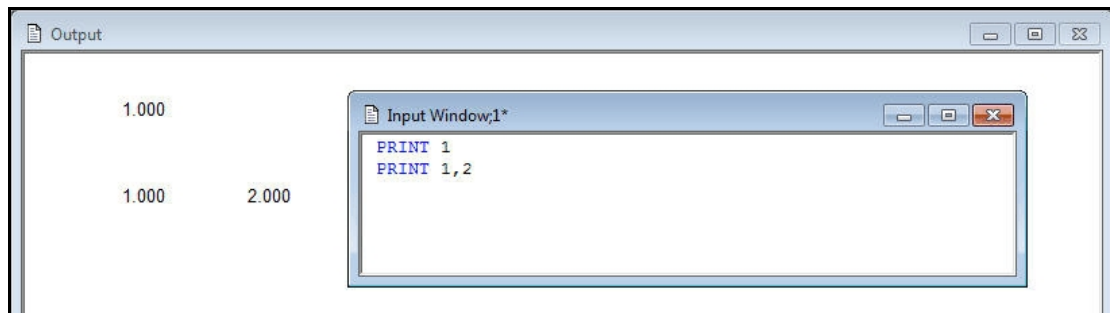 Output
1.000
1.000 2.000
Input Window;1*
PRINT 1
PRINT 1,2